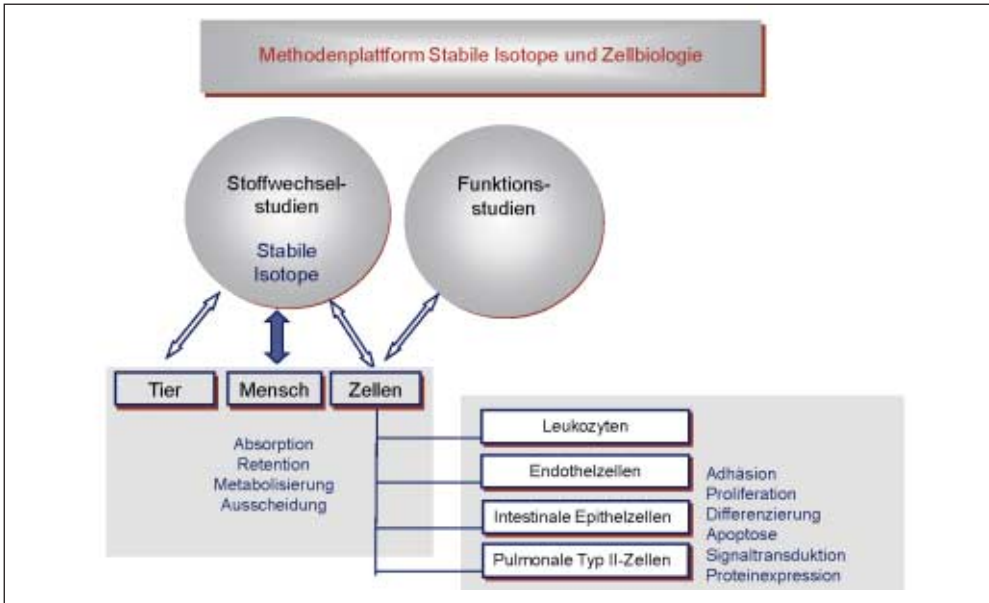 Methodenplattform Stabile Isotope und Zellbiologie
Stoffwechsel-
studien
Stabile
Isotope
Funktions-
studien
Tier
Mensch
Zellen
Absorption
Retention
Metabolisierung
Ausscheidung
Leukozyten
Endothelzellen
Intestinale Epithelzellen
Pulmonale Typ II-Zellen
Adhäsion
Proliferation
Differenzierung
Apoptose
Signaltransduktion
Proteinexpression